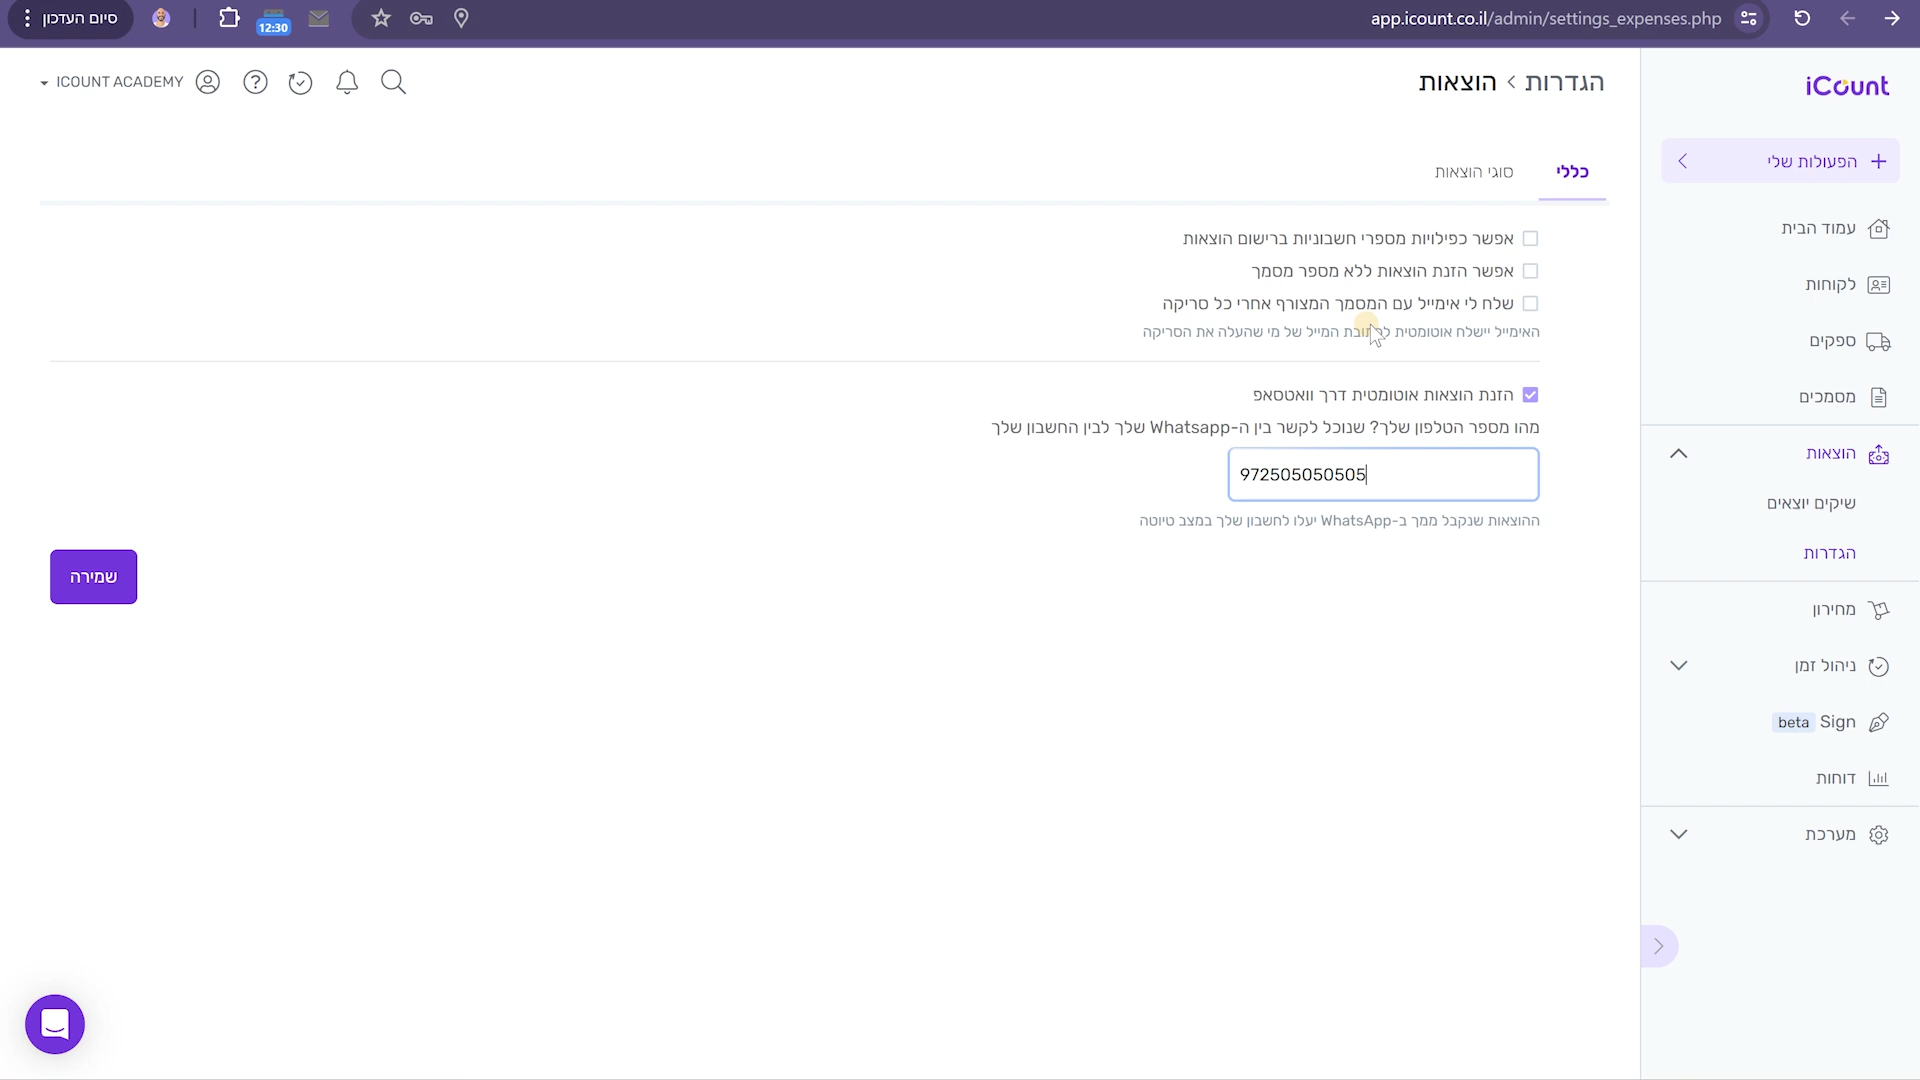 סיום העדכון
12:30
app.icount.co.il/admin/settings_expenses.php
iCount
הגדרות > הוצאות
ICOUNT ACADEMY
הפעולות שלי
עמוד הבית
לקוחות
ספקים
מסמכים
הוצאות
שיקים יוצאים
הגדרות
מחירון
ניהול זמן
Sign beta
דוחות
מערכת
כללי
סוגי הוצאות
אפשר כפילויות מספרי חשבוניות ברישום הוצאות
אפשר הזנת הוצאות ללא מספר מסמך
שלח לי אימייל עם המסמך המצורף אחרי כל סריקה
האימייל יישלח אוטומטית לכתובת המייל של מי שהעלה את הסריקה
הזנת הוצאות אוטומטית דרך וואטסאפ
מהו מספר הטלפון שלך? שנוכל לקשר בין ה-Whatsapp שלך לבין החשבון שלך
972505050505
ההוצאות שנקבל ממך ב-WhatsApp יעלו לחשבון שלך במצב טיוטה
שמירה